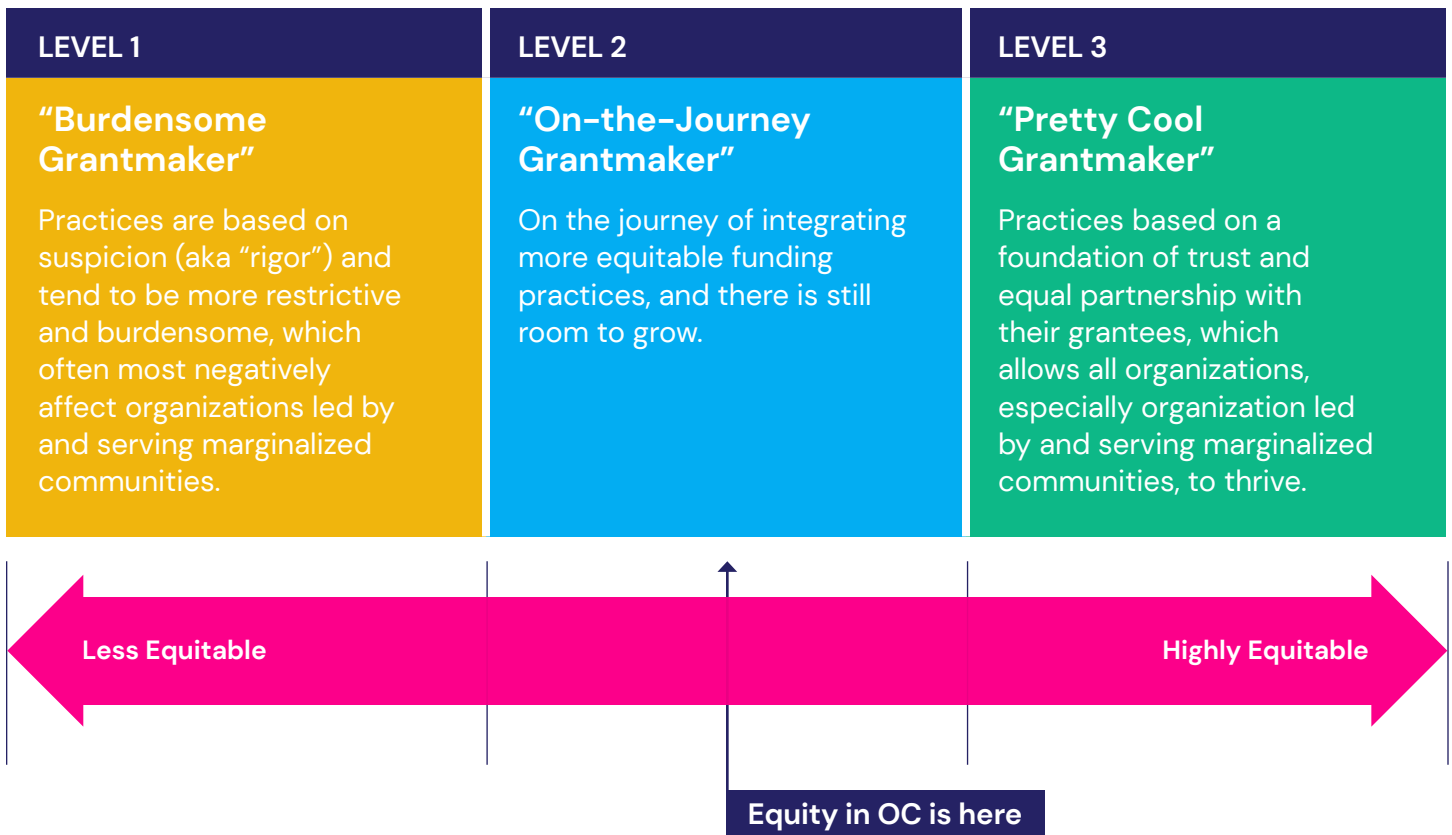 LEVEL 1
“Burdensome
Grantmaker”
Practices are based on
suspicion (aka “rigor”) and
tend to be more restrictive
and burdensome, which
often most negatively
affect organizations led by
and serving marginalized
communities.
LEVEL 2
“On-the-Journey
Grantmaker”
On the journey of integrating
more equitable funding
practices, and there is still
room to grow.
LEVEL 3
“Pretty Cool
Grantmaker”
Practices based on a
foundation of trust and
equal partnership with
their grantees, which
allows all organizations,
especially organization led
by and serving marginalized
communities, to thrive.
Less Equitable
Highly Equitable
Equity in OC is here